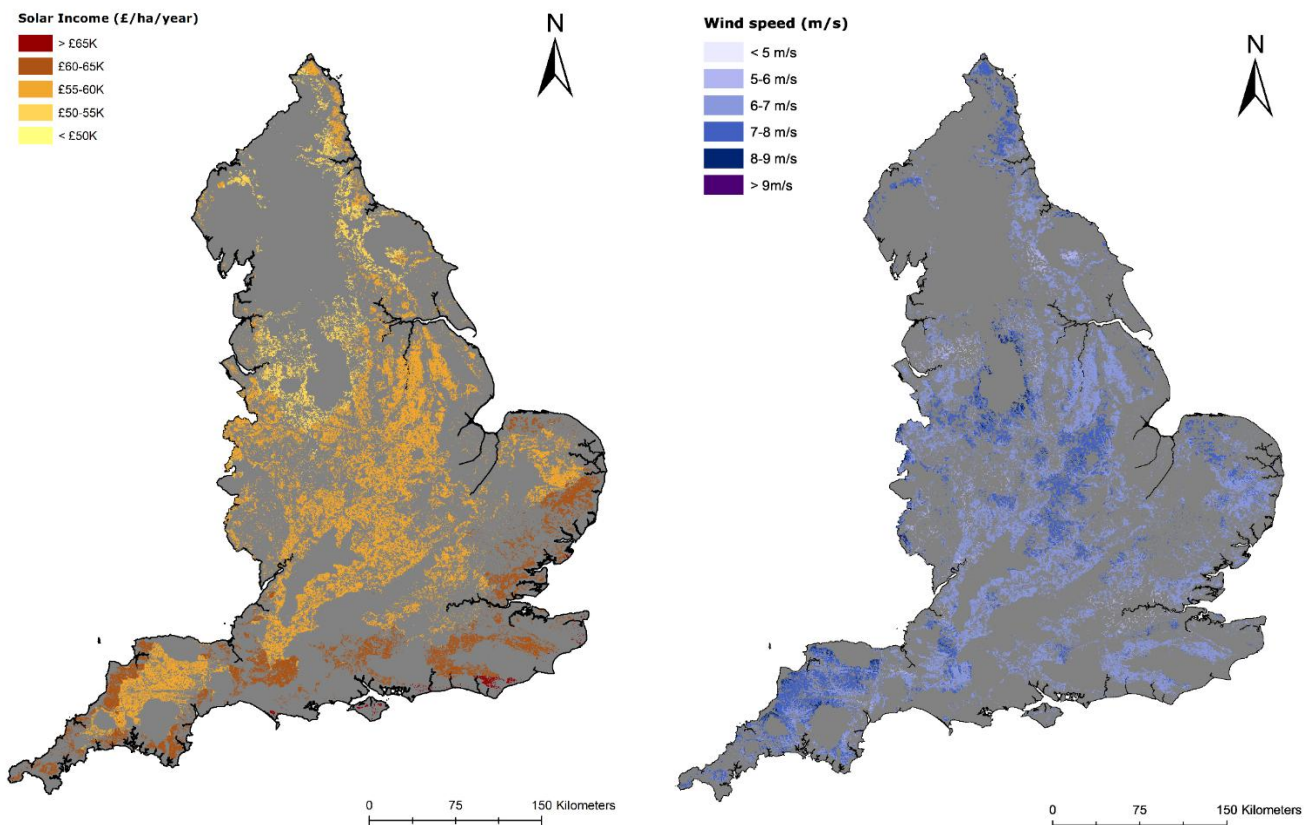 Solar Income (£/ha/year)
> £65K
£60-65K
£55-60K
£50-55K
< £50K
N
0 75 150 Kilometers
Wind speed (m/s)
< 5 m/s
5-6 m/s
6-7 m/s
7-8 m/s
8-9 m/s
> 9m/s
N
0 75 150 Kilometers